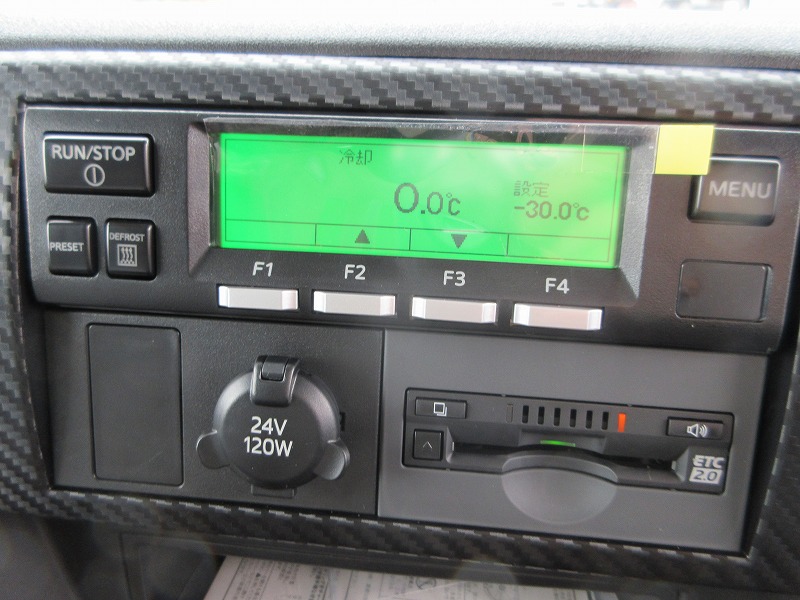 RUN/STOP
PRESET
DEFROST
冷却
0.0℃
設定
-30.0℃
▲ ▼
F1 F2 F3 F4
MENU
24V
120W
ETC
2.0